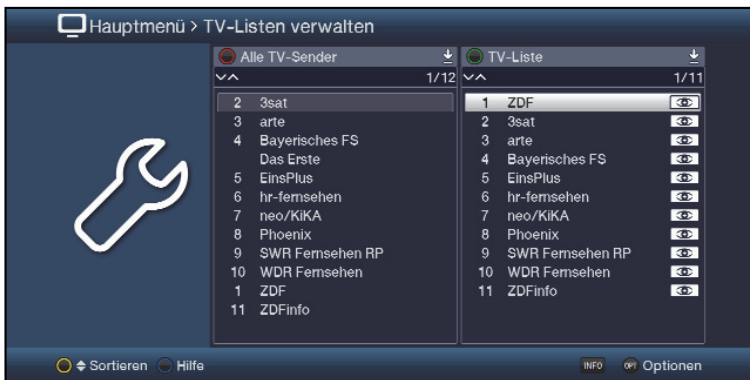 Hauptmenü > TV-Listen verwalten
Alle TV-Sender
1/12
2 3sat
3 arte
4 Bayerisches FS
Das Erste
5 EinsPlus
6 hr-fernsehen
7 neo/KiKA
8 Phoenix
9 SWR Fernsehen RP
10 WDR Fernsehen
1 ZDF
11 ZDFinfo
TV-Liste
1/11
1 ZDF
2 3sat
3 arte
4 Bayerisches FS
5 EinsPlus
6 hr-fernsehen
7 neo/KiKA
8 Phoenix
9 SWR Fernsehen RP
10 WDR Fernsehen
11 ZDFinfo
Sortieren Hilfe INFO OPT Optionen